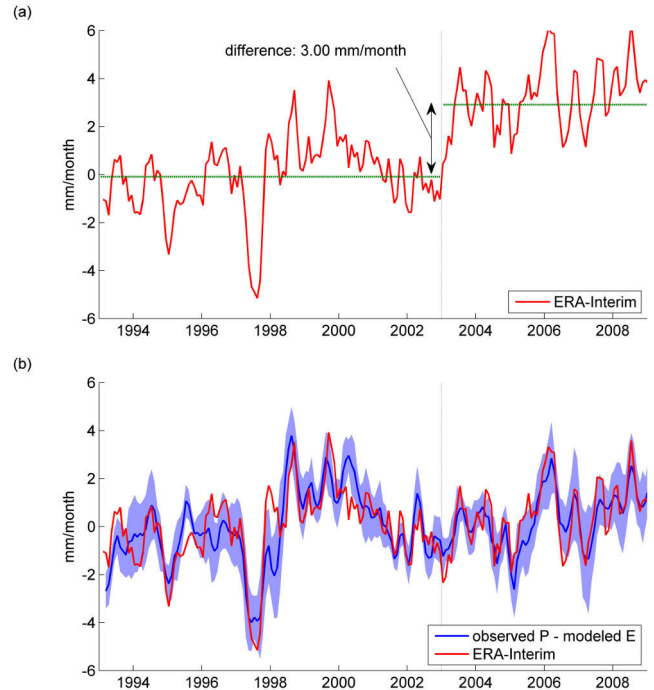 (a)
6
4
2
0
-2
-4
-6
mm/month
difference: 3.00 mm/month
ERA-Interim
1994 1996 1998 2000 2002 2004 2006 2008
(b)
6
4
2
0
-2
-4
-6
mm/month
observed P - modeled E
ERA-Interim
1994 1996 1998 2000 2002 2004 2006 2008